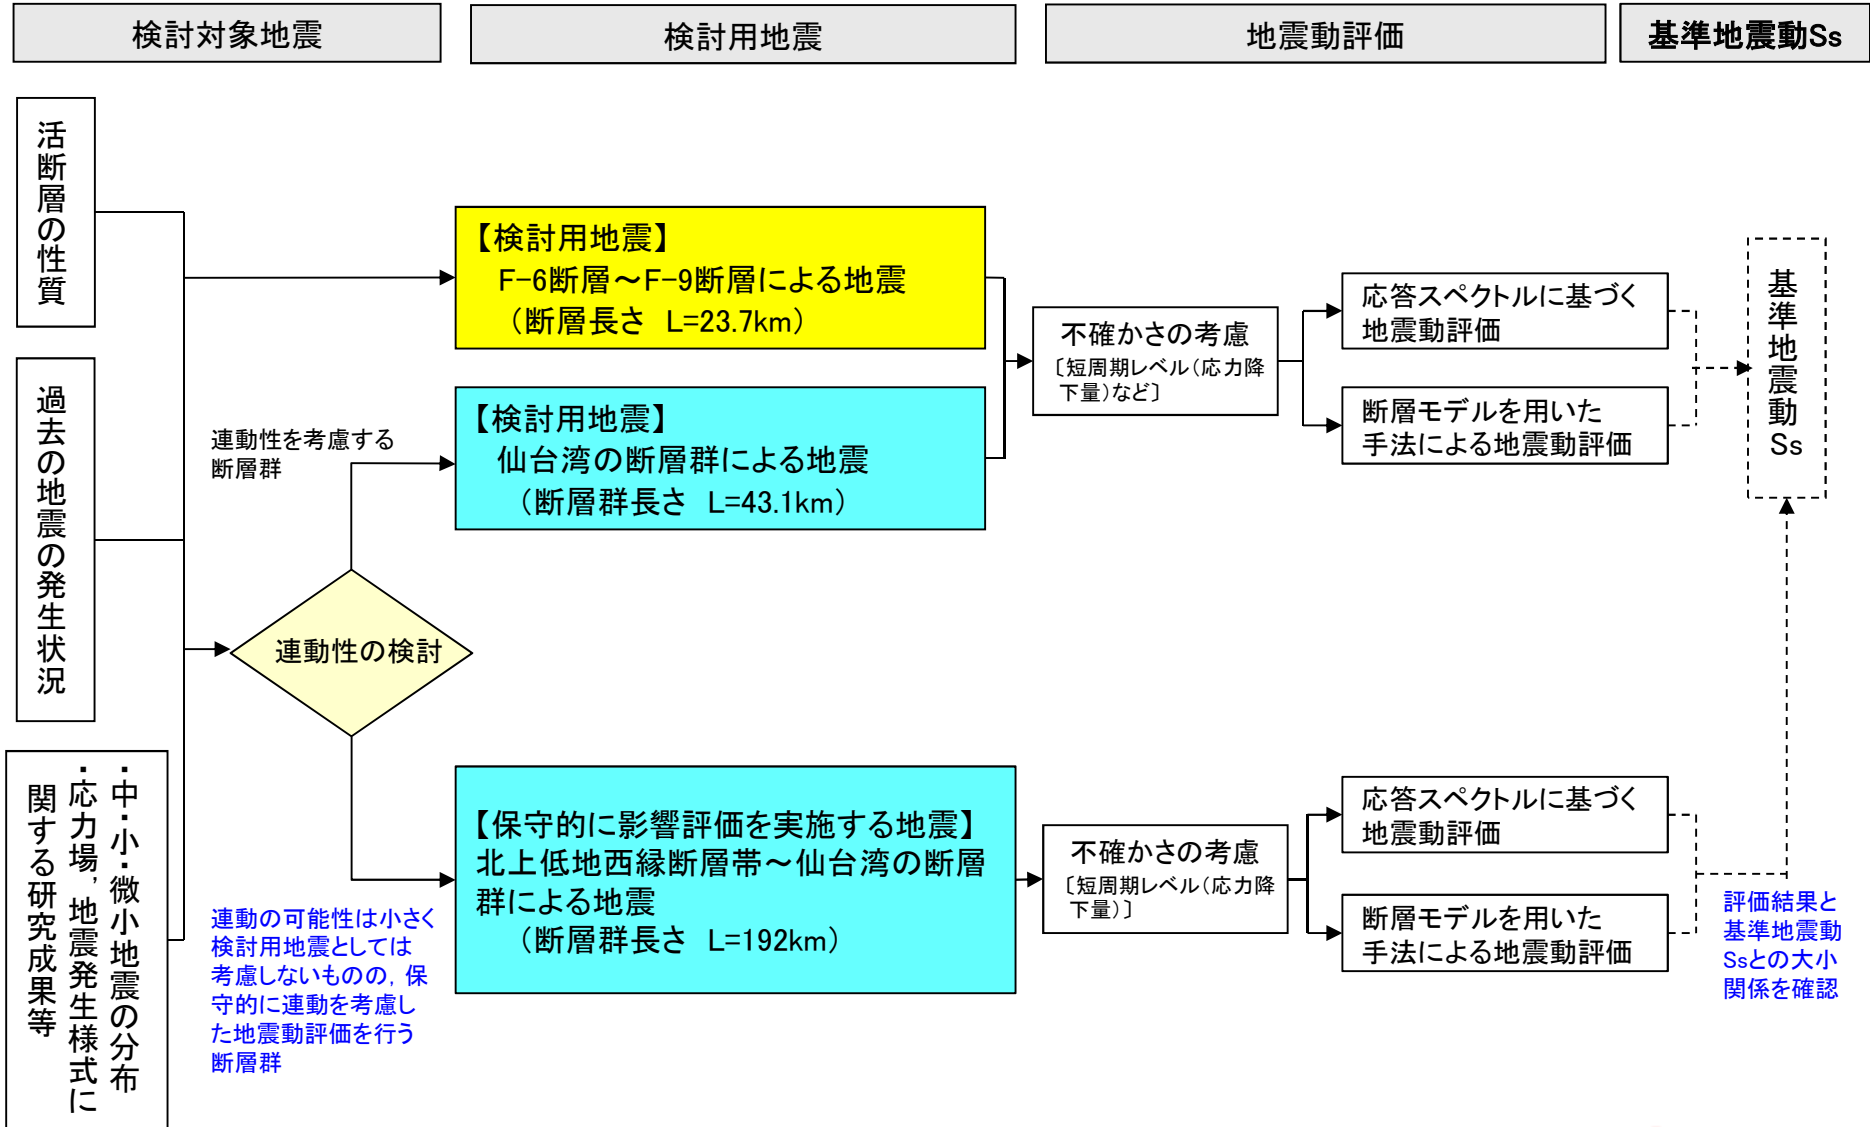 検討対象地震
検討用地震
地震動評価
基準地震動Ss
活断層の性質
過去の地震の発生状況
・中・小・微小地震の分布
・応力場，地震発生様式に
関する研究成果等
【検討用地震】
F-6断層～F-9断層による地震
（断層長さ L=23.7km）
連動性を考慮する
断層群
【検討用地震】
仙台湾の断層群による地震
（断層群長さ L=43.1km）
連動性の検討
連動の可能性は小さく
検討用地震としては
考慮しないものの，保
守的に連動を考慮し
た地震動評価を行う
断層群
【保守的に影響評価を実施する地震】
北上低地西縁断層帯～仙台湾の断層
群による地震
（断層群長さ L=192km）
不確かさの考慮
〔短周期レベル（応力降
下量）など〕
応答スペクトルに基づく
地震動評価
断層モデルを用いた
手法による地震動評価
基準地震動Ss
不確かさの考慮
〔短周期レベル（応力降
下量）〕
応答スペクトルに基づく
地震動評価
断層モデルを用いた
手法による地震動評価
評価結果と
基準地震動
Ssとの大小
関係を確認